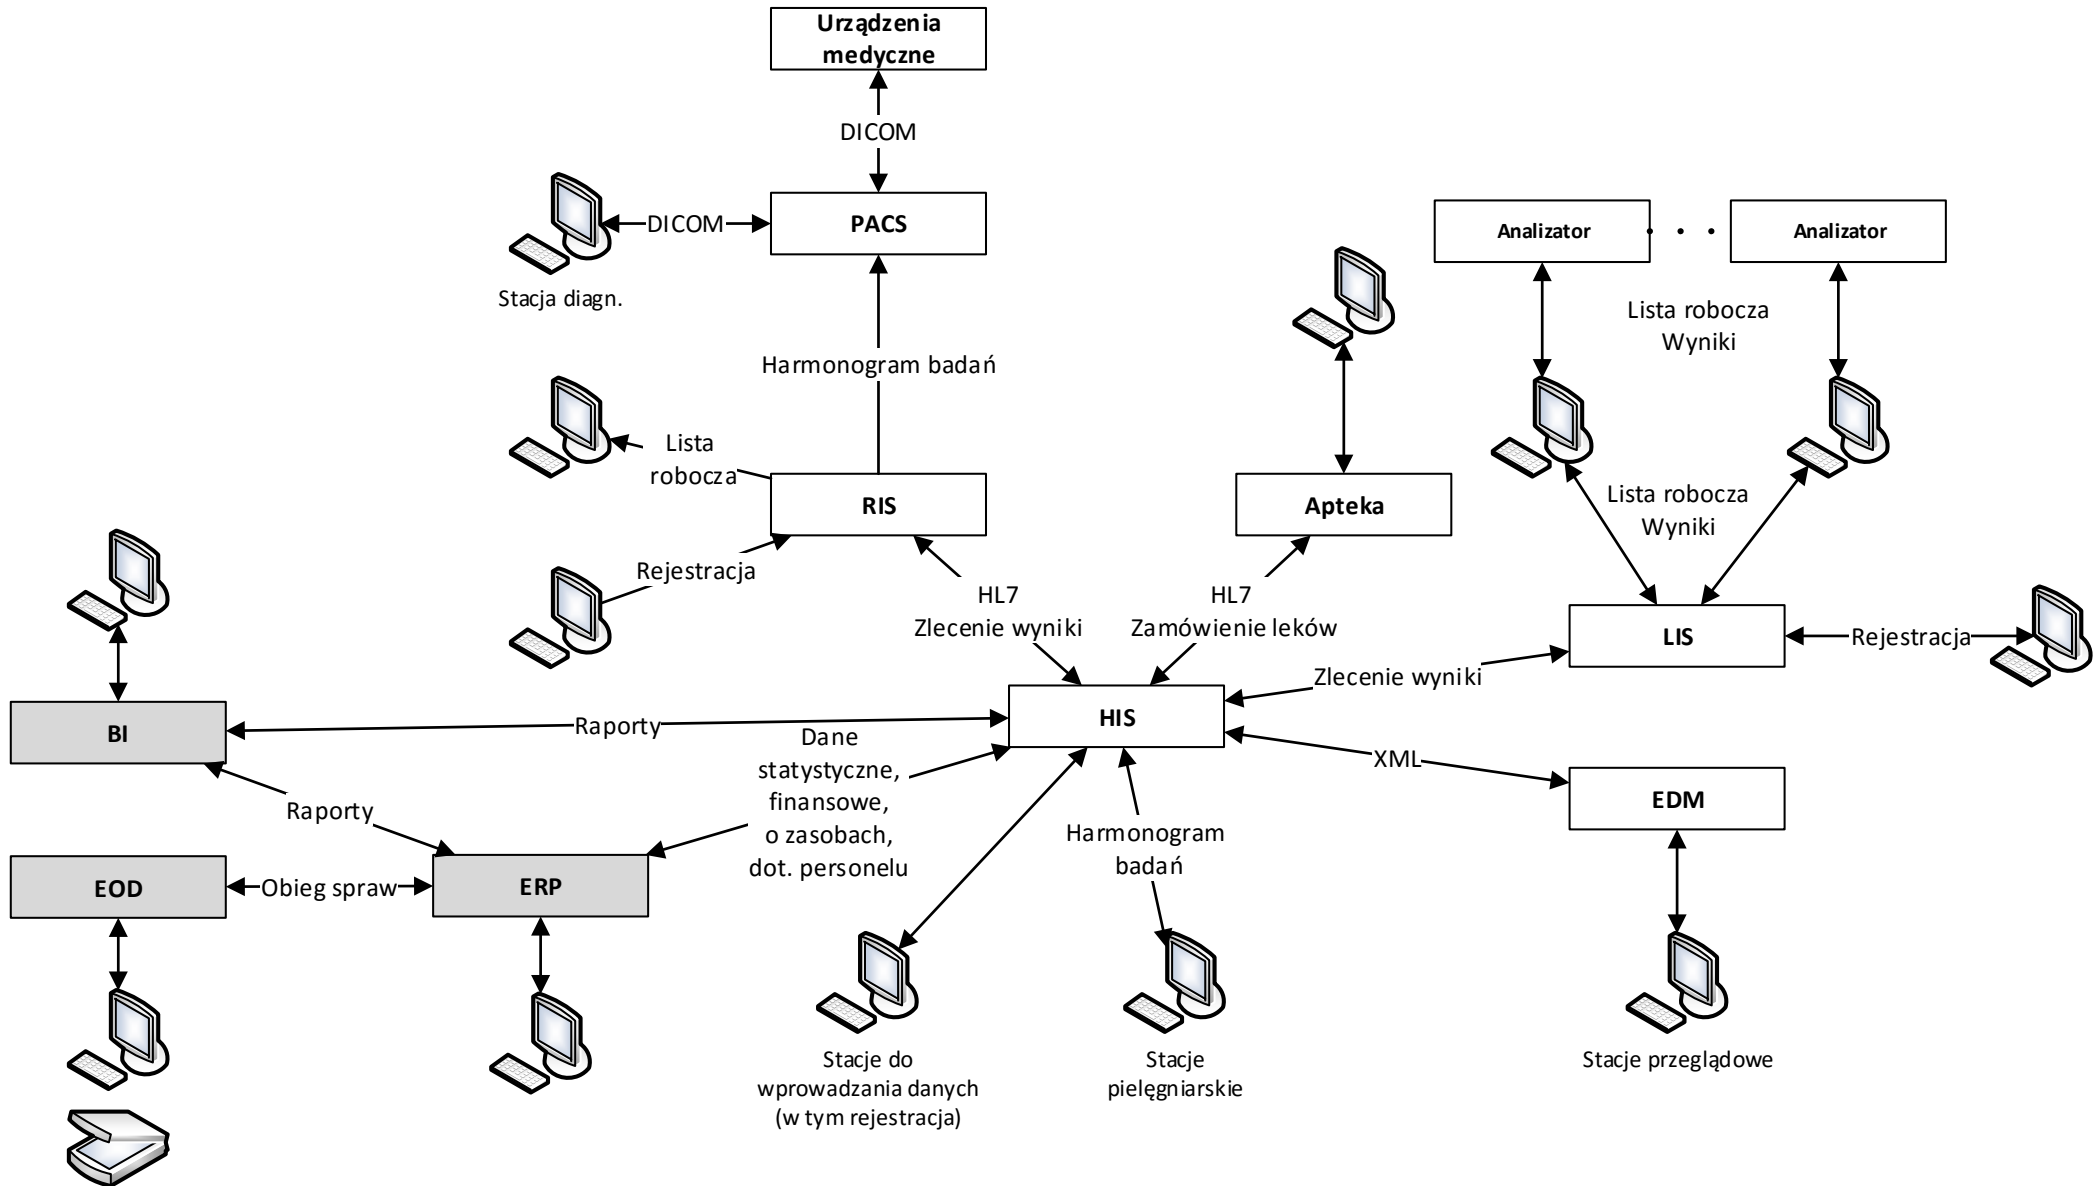 Urządzenia
medyczne
DICOM
DICOM
PACS
Stacja diagn.
Analizator
. . .
Analizator
Lista robocza
Wyniki
Harmonogram badań
Lista
robocza
RIS
Apteka
Lista robocza
Wyniki
Rejestracja
HL7
Zlecenie wyniki
HL7
Zamówienie leków
LIS
Rejestracja
Zlecenie wyniki
BI
Raporty
HIS
Dane
statystyczne,
finansowe,
o zasobach,
dot. personelu
XML
EDM
Raporty
Harmonogram
badań
EOD
Obieg spraw
ERP
Stacje do
wprowadzania danych
(w tym rejestracja)
Stacje
pielęgniarskie
Stacje przeglądowe